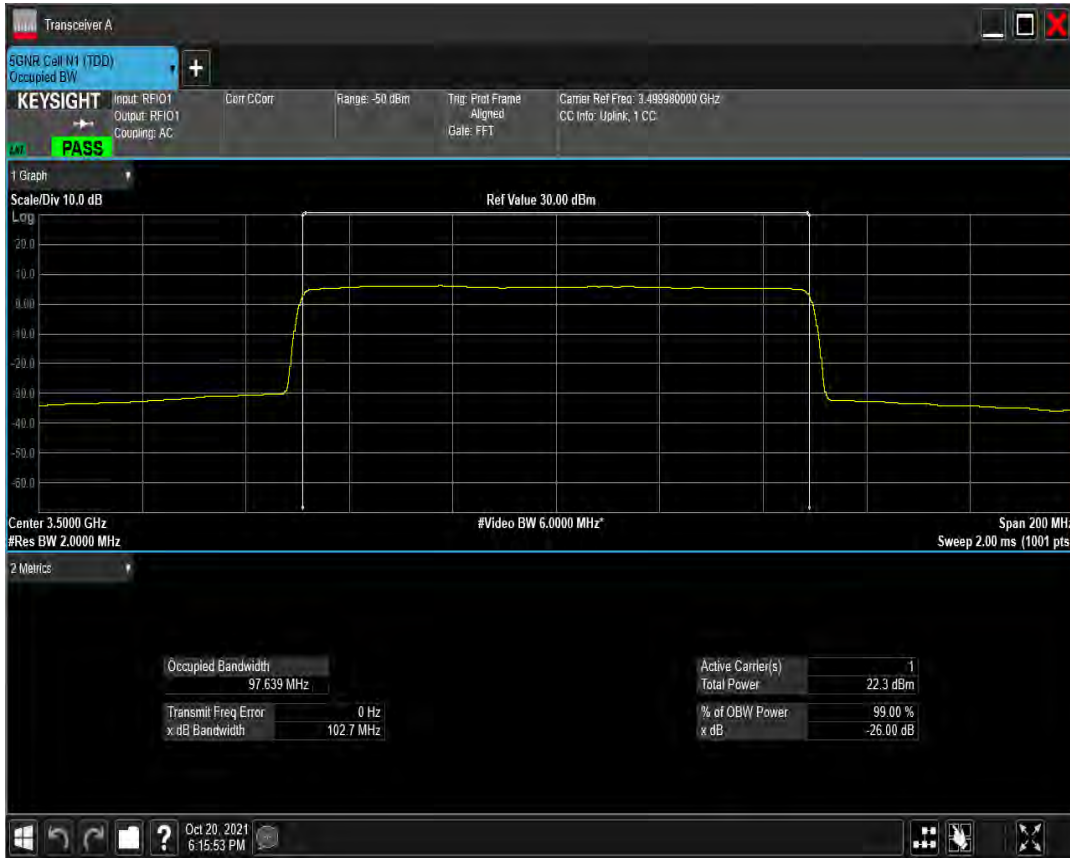 Transceiver A
5GNR Cell N1 (TDD)
Occupied BW
KEYSIGHT
PASS
Input: RFIO1
Output: RFIO1
Coupling: AC
Corr CCorr
Range: -50 dBm
Trig: Prot Frame
Aligned
Gate: FFT
Carrier Ref Freq: 3.499980000 GHz
CC Info: Uplink, 1 CC
1 Graph
Scale/Div 10.0 dB
Ref Value 30.00 dBm
Log
20.0
10.0
0.00
-10.0
-20.0
-30.0
-40.0
-50.0
-60.0
Center 3.5000 GHz
#Video BW 6.0000 MHz*
Span 200 MHz
#Res BW 2.0000 MHz
Sweep 2.00 ms (1001 pts
2 Metrics
Occupied Bandwidth
97.639 MHz
Transmit Freq Error 0 Hz
x dB Bandwidth 102.7 MHz
Active Carrier(s) 1
Total Power 22.3 dBm
% of OBW Power 99.00 %
x dB -26.00 dB
?
Oct 20, 2021
6:15:53 PM